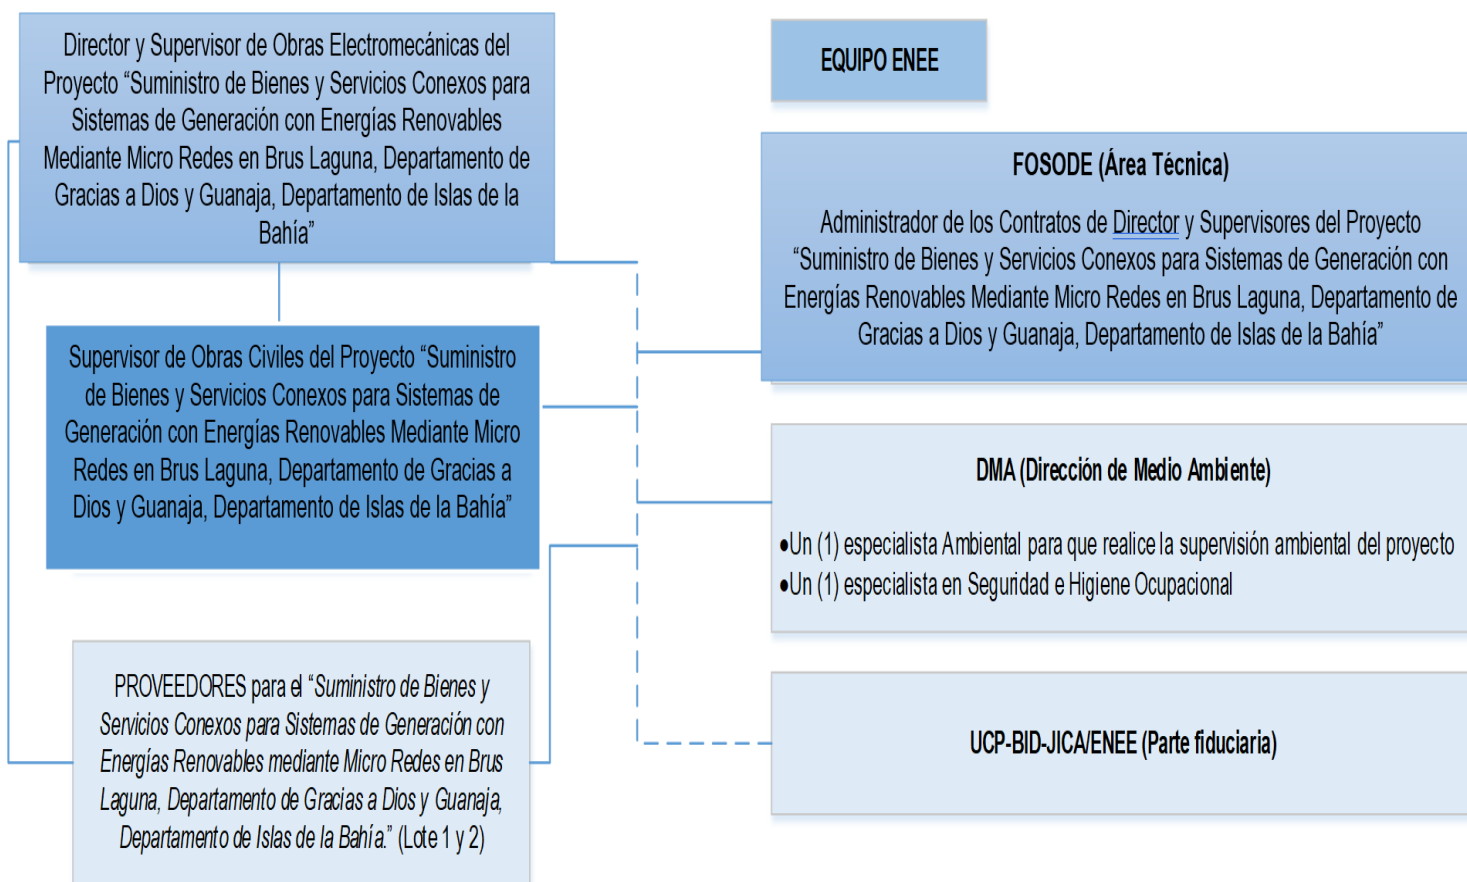 Director y Supervisor de Obras Electromecánicas del
Proyecto “Suministro de Bienes y Servicios Conexos para
Sistemas de Generación con Energías Renovables
Mediante Micro Redes en Brus Laguna, Departamento de
Gracias a Dios y Guanaja, Departamento de Islas de la
Bahía”
Supervisor de Obras Civiles del Proyecto “Suministro
de Bienes y Servicios Conexos para Sistemas de
Generación con Energías Renovables Mediante Micro
Redes en Brus Laguna, Departamento de Gracias a
Dios y Guanaja, Departamento de Islas de la Bahía”
PROVEEDORES para el “Suministro de Bienes y
Servicios Conexos para Sistemas de Generación con
Energías Renovables mediante Micro Redes en Brus
Laguna, Departamento de Gracias a Dios y Guanaja,
Departamento de Islas de la Bahía.” (Lote 1 y 2)
EQUIPO ENEE
FOSODE (Área Técnica)
Administrador de los Contratos de Director y Supervisores del Proyecto
“Suministro de Bienes y Servicios Conexos para Sistemas de Generación con
Energías Renovables Mediante Micro Redes en Brus Laguna, Departamento de
Gracias a Dios y Guanaja, Departamento de Islas de la Bahía”
DMA (Dirección de Medio Ambiente)
•Un (1) especialista Ambiental para que realice la supervisión ambiental del proyecto
•Un (1) especialista en Seguridad e Higiene Ocupacional
UCP-BID-JICA/ENEE (Parte fiduciaria)